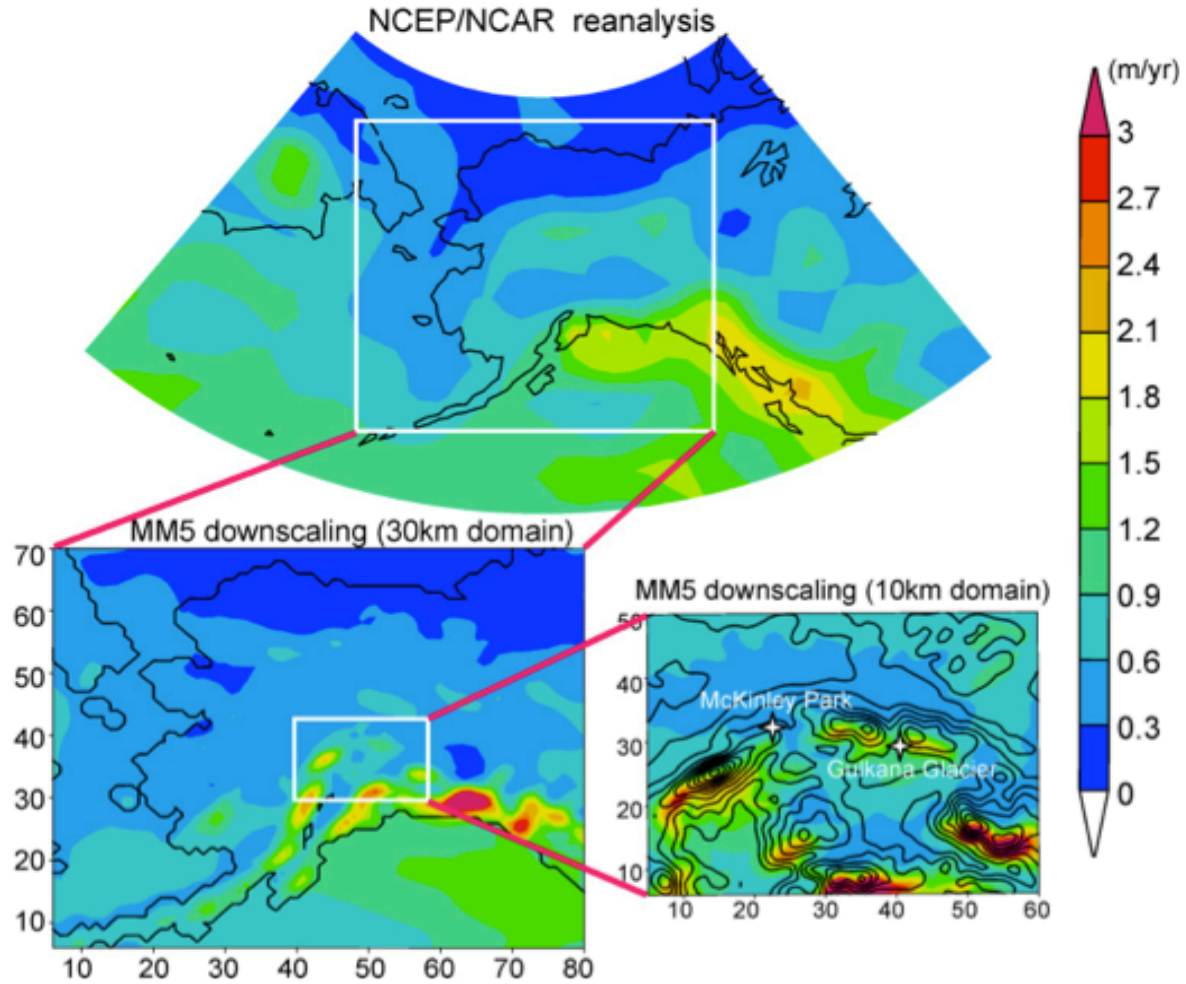 NCEP/NCAR reanalysis
(m/yr)
3
2.7
2.4
2.1
1.8
1.5
1.2
0.9
0.6
0.3
0
MM5 downscaling (30km domain)
70
60
50
40
30
20
10
10 20 30 40 50 60 70 80
MM5 downscaling (10km domain)
50
40
30
20
10
McKinley Park
Gulkana Glacier
10 20 30 40 50 60